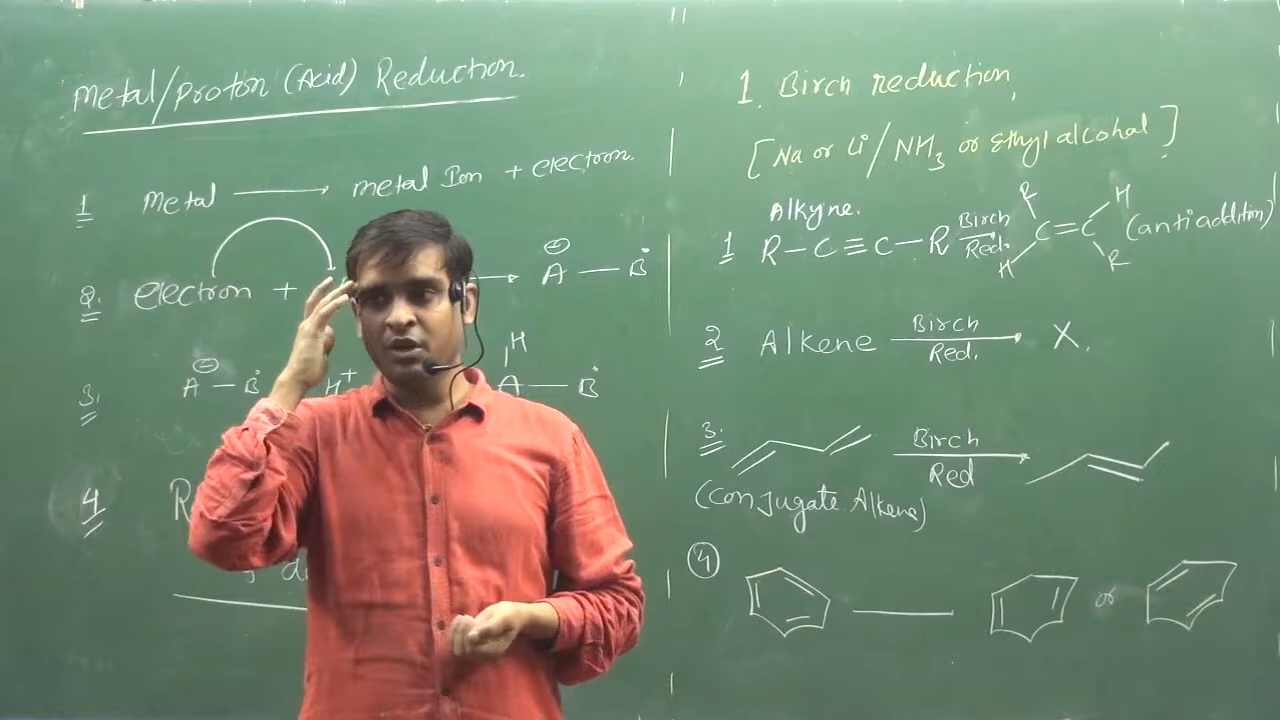 Metal/Proton (Acid) Reduction.
1 Metal ⟶ metal Ion + electron.
2. electron + ⟶ A⊖ — B•
3. A⊖ — B• H⁺ H A — B•
4 R
1. Birch reduction,
[Na or Li/NH₃ or Ethyl alcohal]
Alkyne.
1 R–C≡C–R Birch Red. R H C=C H R (anti addition)
2 Alkene Birch Red. X.
3. Birch Red
(Conjugate Alkene)
4 or